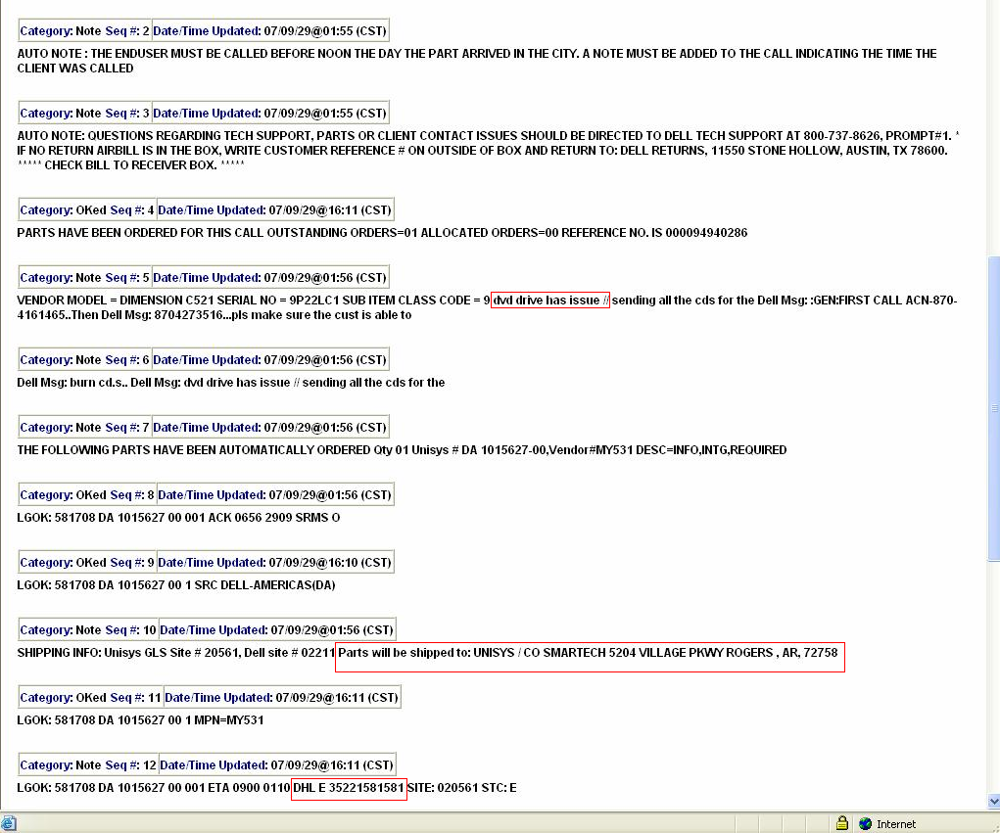 Category: Note Seq #: 2 Date/Time Updated: 07/09/29@01:55 (CST)
AUTO NOTE : THE ENDUSER MUST BE CALLED BEFORE NOON THE DAY THE PART ARRIVED IN THE CITY. A NOTE MUST BE ADDED TO THE CALL INDICATING THE TIME THE
CLIENT WAS CALLED
Category: Note Seq #: 3 Date/Time Updated: 07/09/29@01:55 (CST)
AUTO NOTE: QUESTIONS REGARDING TECH SUPPORT, PARTS OR CLIENT CONTACT ISSUES SHOULD BE DIRECTED TO DELL TECH SUPPORT AT 800-737-8626, PROMPT#1. *
IF NO RETURN AIRBILL IS IN THE BOX, WRITE CUSTOMER REFERENCE # ON OUTSIDE OF BOX AND RETURN TO: DELL RETURNS, 11550 STONE HOLLOW, AUSTIN, TX 78600.
***** CHECK BILL TO RECEIVER BOX. *****
Category: OKed Seq #: 4 Date/Time Updated: 07/09/29@16:11 (CST)
PARTS HAVE BEEN ORDERED FOR THIS CALL OUTSTANDING ORDERS=01 ALLOCATED ORDERS=00 REFERENCE NO. IS 000094940286
Category: Note Seq #: 5 Date/Time Updated: 07/09/29@01:56 (CST)
VENDOR MODEL = DIMENSION C521 SERIAL NO = 9P22LC1 SUB ITEM CLASS CODE = 9 dvd drive has issue // sending all the cds for the Dell Msg: :GEN:FIRST CALL ACN-870-
4161465..Then Dell Msg: 8704273516...pls make sure the cust is able to
Category: Note Seq #: 6 Date/Time Updated: 07/09/29@01:56 (CST)
Dell Msg: burn cd.s.. Dell Msg: dvd drive has issue // sending all the cds for the
Category: Note Seq #: 7 Date/Time Updated: 07/09/29@01:56 (CST)
THE FOLLOWING PARTS HAVE BEEN AUTOMATICALLY ORDERED Qty 01 Unisys # DA 1015627-00,Vendor#MY531 DESC=INFO,INTG,REQUIRED
Category: OKed Seq #: 8 Date/Time Updated: 07/09/29@01:56 (CST)
LGOK: 581708 DA 1015627 00 001 ACK 0656 2909 SRMS O
Category: OKed Seq #: 9 Date/Time Updated: 07/09/29@16:10 (CST)
LGOK: 581708 DA 1015627 00 1 SRC DELL-AMERICAS(DA)
Category: Note Seq #: 10 Date/Time Updated: 07/09/29@01:56 (CST)
SHIPPING INFO: Unisys GLS Site # 20561, Dell site # 02211 Parts will be shipped to: UNISYS / CO SMARTECH 5204 VILLAGE PKWY ROGERS , AR, 72758
Category: OKed Seq #: 11 Date/Time Updated: 07/09/29@16:11 (CST)
LGOK: 581708 DA 1015627 00 1 MPN=MY531
Category: Note Seq #: 12 Date/Time Updated: 07/09/29@16:11 (CST)
LGOK: 581708 DA 1015627 00 001 ETA 0900 0110 DHL E 35221581581 SITE: 020561 STC: E
Internet